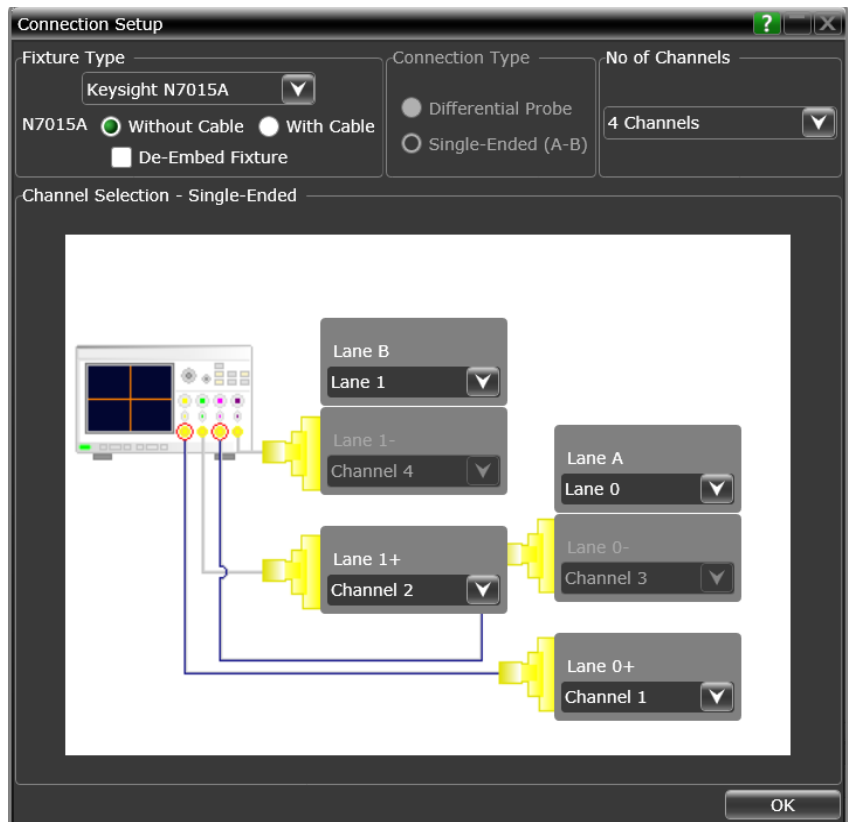 Connection Setup
?
X
Fixture Type
Connection Type
No of Channels
Keysight N7015A
N7015A Without Cable With Cable
De-Embed Fixture
Differential Probe
Single-Ended (A-B)
4 Channels
Channel Selection - Single-Ended
Lane B
Lane 1
Lane 1-
Channel 4
Lane A
Lane 0
Lane 1+
Channel 2
Lane 0-
Channel 3
Lane 0+
Channel 1
OK